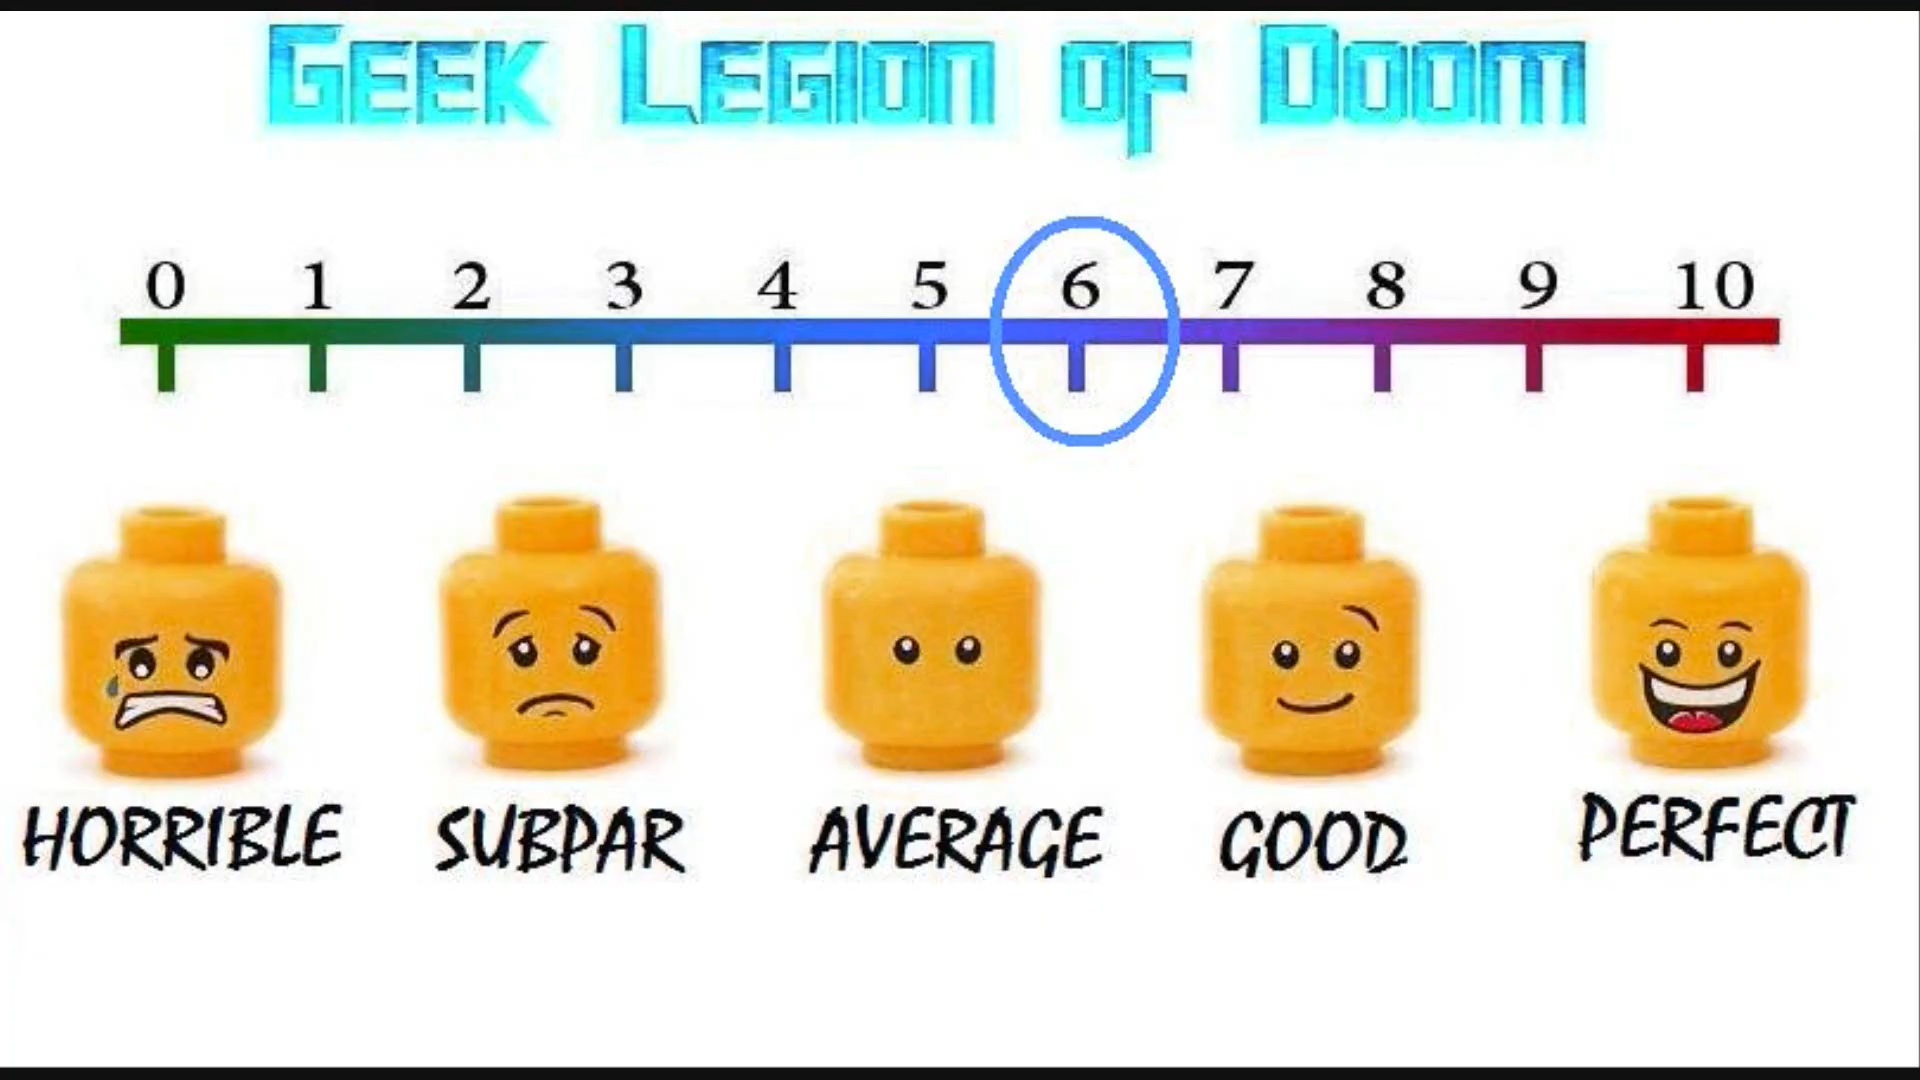 GEEK LEGION OF DOOM
0 1 2 3 4 5 6 7 8 9 10
HORRIBLE SUBPAR AVERAGE GOOD PERFECT